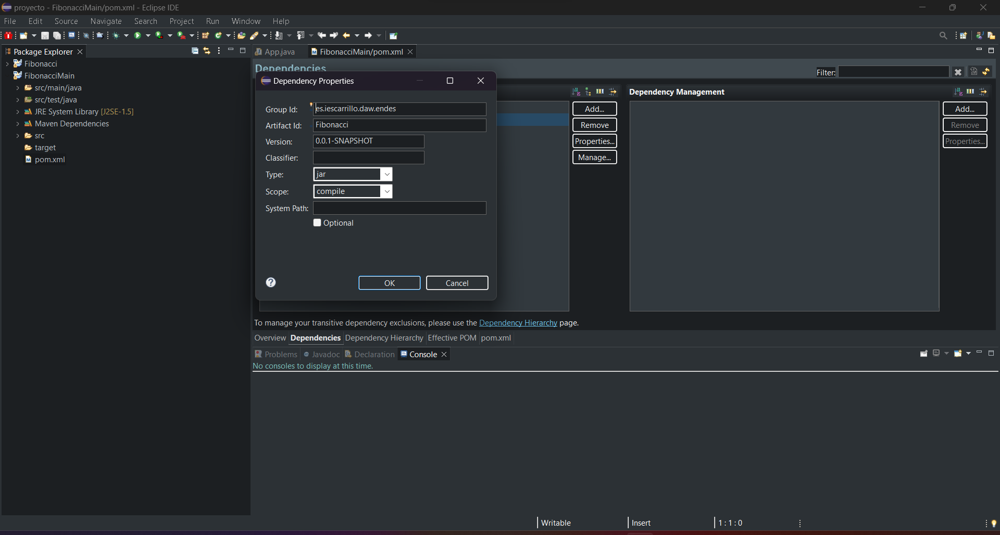 proyecto - FibonacciMain/pom.xml - Eclipse IDE
File Edit Source Navigate Search Project Run Window Help
Package Explorer
Fibonacci
FibonacciMain
src/main/java
src/test/java
JRE System Library [J2SE-1.5]
Maven Dependencies
src
target
pom.xml
App.java
FibonacciMain/pom.xml
Dependencies
Filter:
Dependency Properties
Group Id: es.iescarrillo.daw.endes
Artifact Id: Fibonacci
Version: 0.0.1-SNAPSHOT
Classifier:
Type: jar
Scope: compile
System Path:
Optional
OK
Cancel
Add...
Remove
Properties...
Manage...
Dependency Management
Add...
Remove
Properties...
To manage your transitive dependency exclusions, please use the Dependency Hierarchy page.
Overview Dependencies Dependency Hierarchy Effective POM pom.xml
Problems Javadoc Declaration Console
No consoles to display at this time.
Writable Insert 1 : 1 : 0